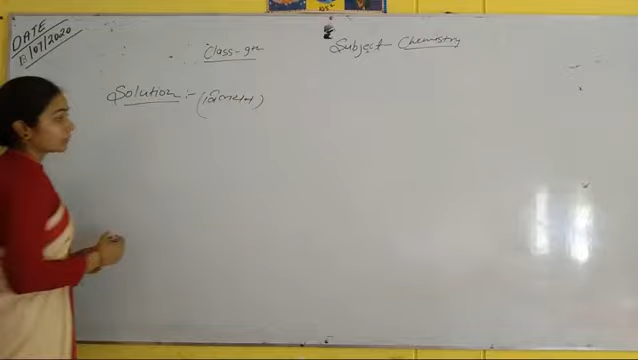 DATE
13/07/2020
Class-9th
Subject Chemistry
Solution :- (विलयन)